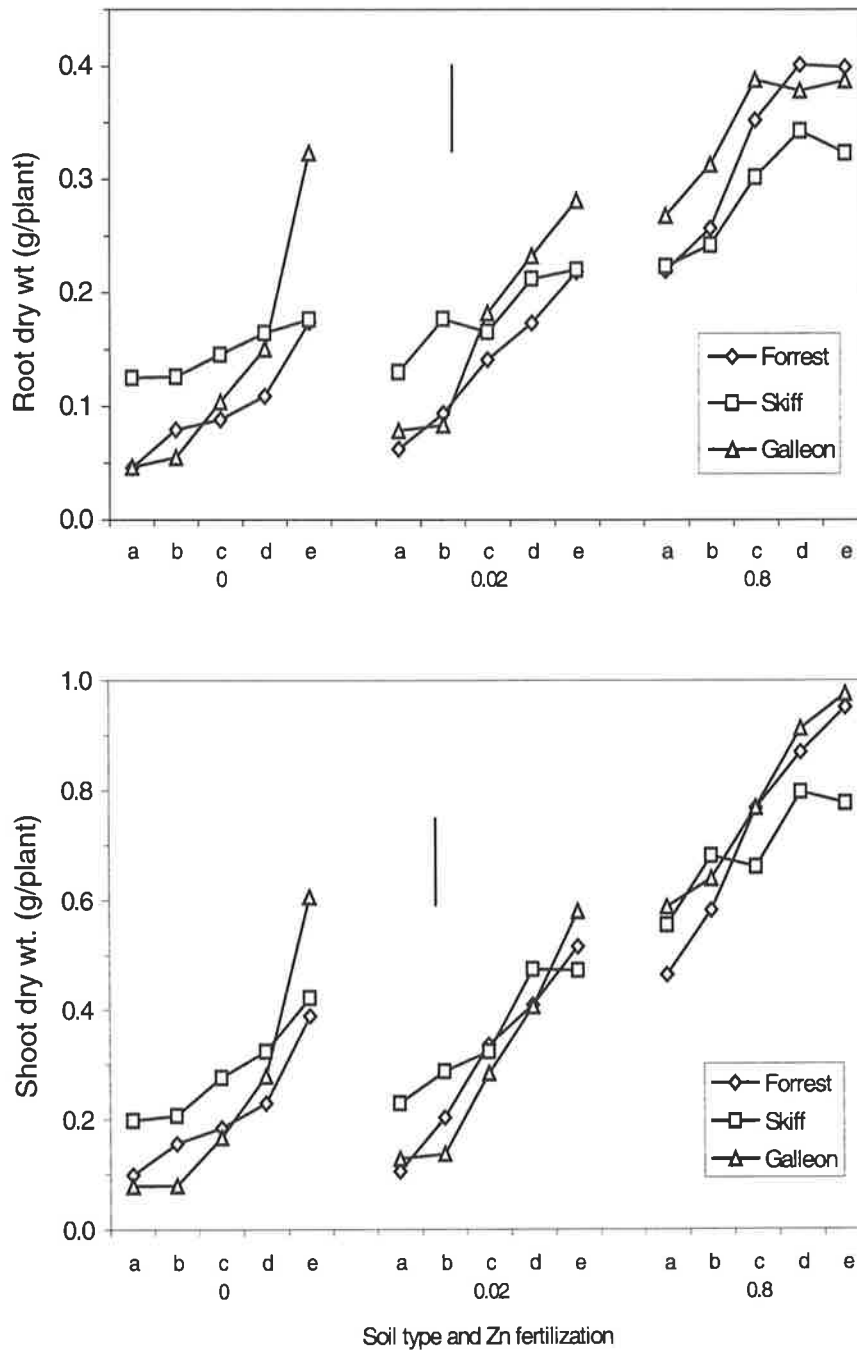 Root dry wt (g/plant)
0.4
0.3
0.2
0.1
0.0
Forrest
Skiff
Galleon
a b c d e a b c d e a b c d e
0 0.02 0.8
Shoot dry wt. (g/plant)
1.0
0.8
0.6
0.4
0.2
0.0
Forrest
Skiff
Galleon
a b c d e a b c d e a b c d e
0 0.02 0.8
Soil type and Zn fertilization